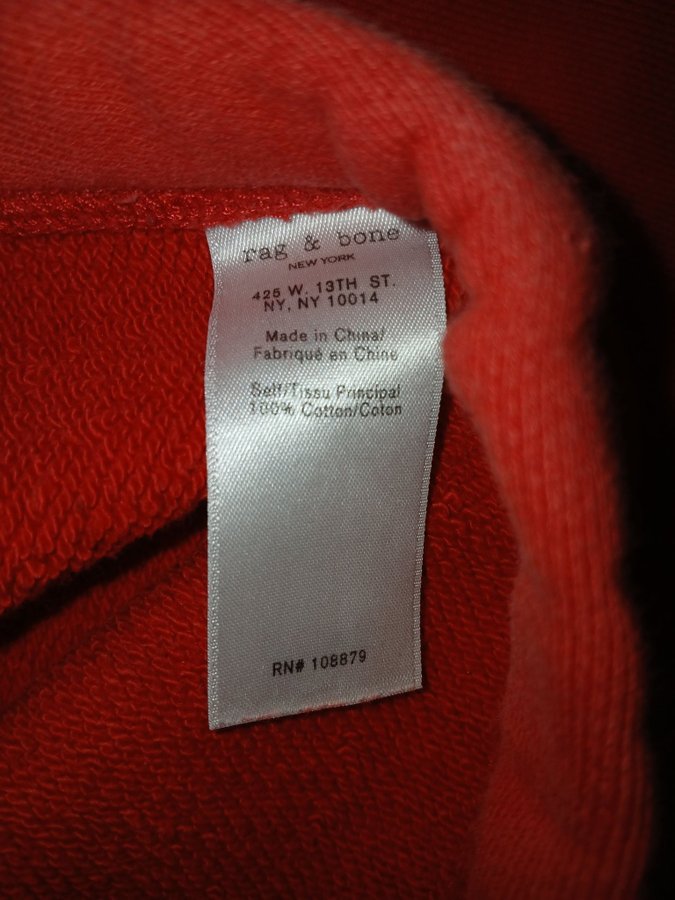 rag & bone
NEW YORK
425 W. 13TH ST.
NY, NY 10014
Made in China/
Fabriqué en Chine
Self/Tissu Principal
100% Cotton/Coton
RN# 108879